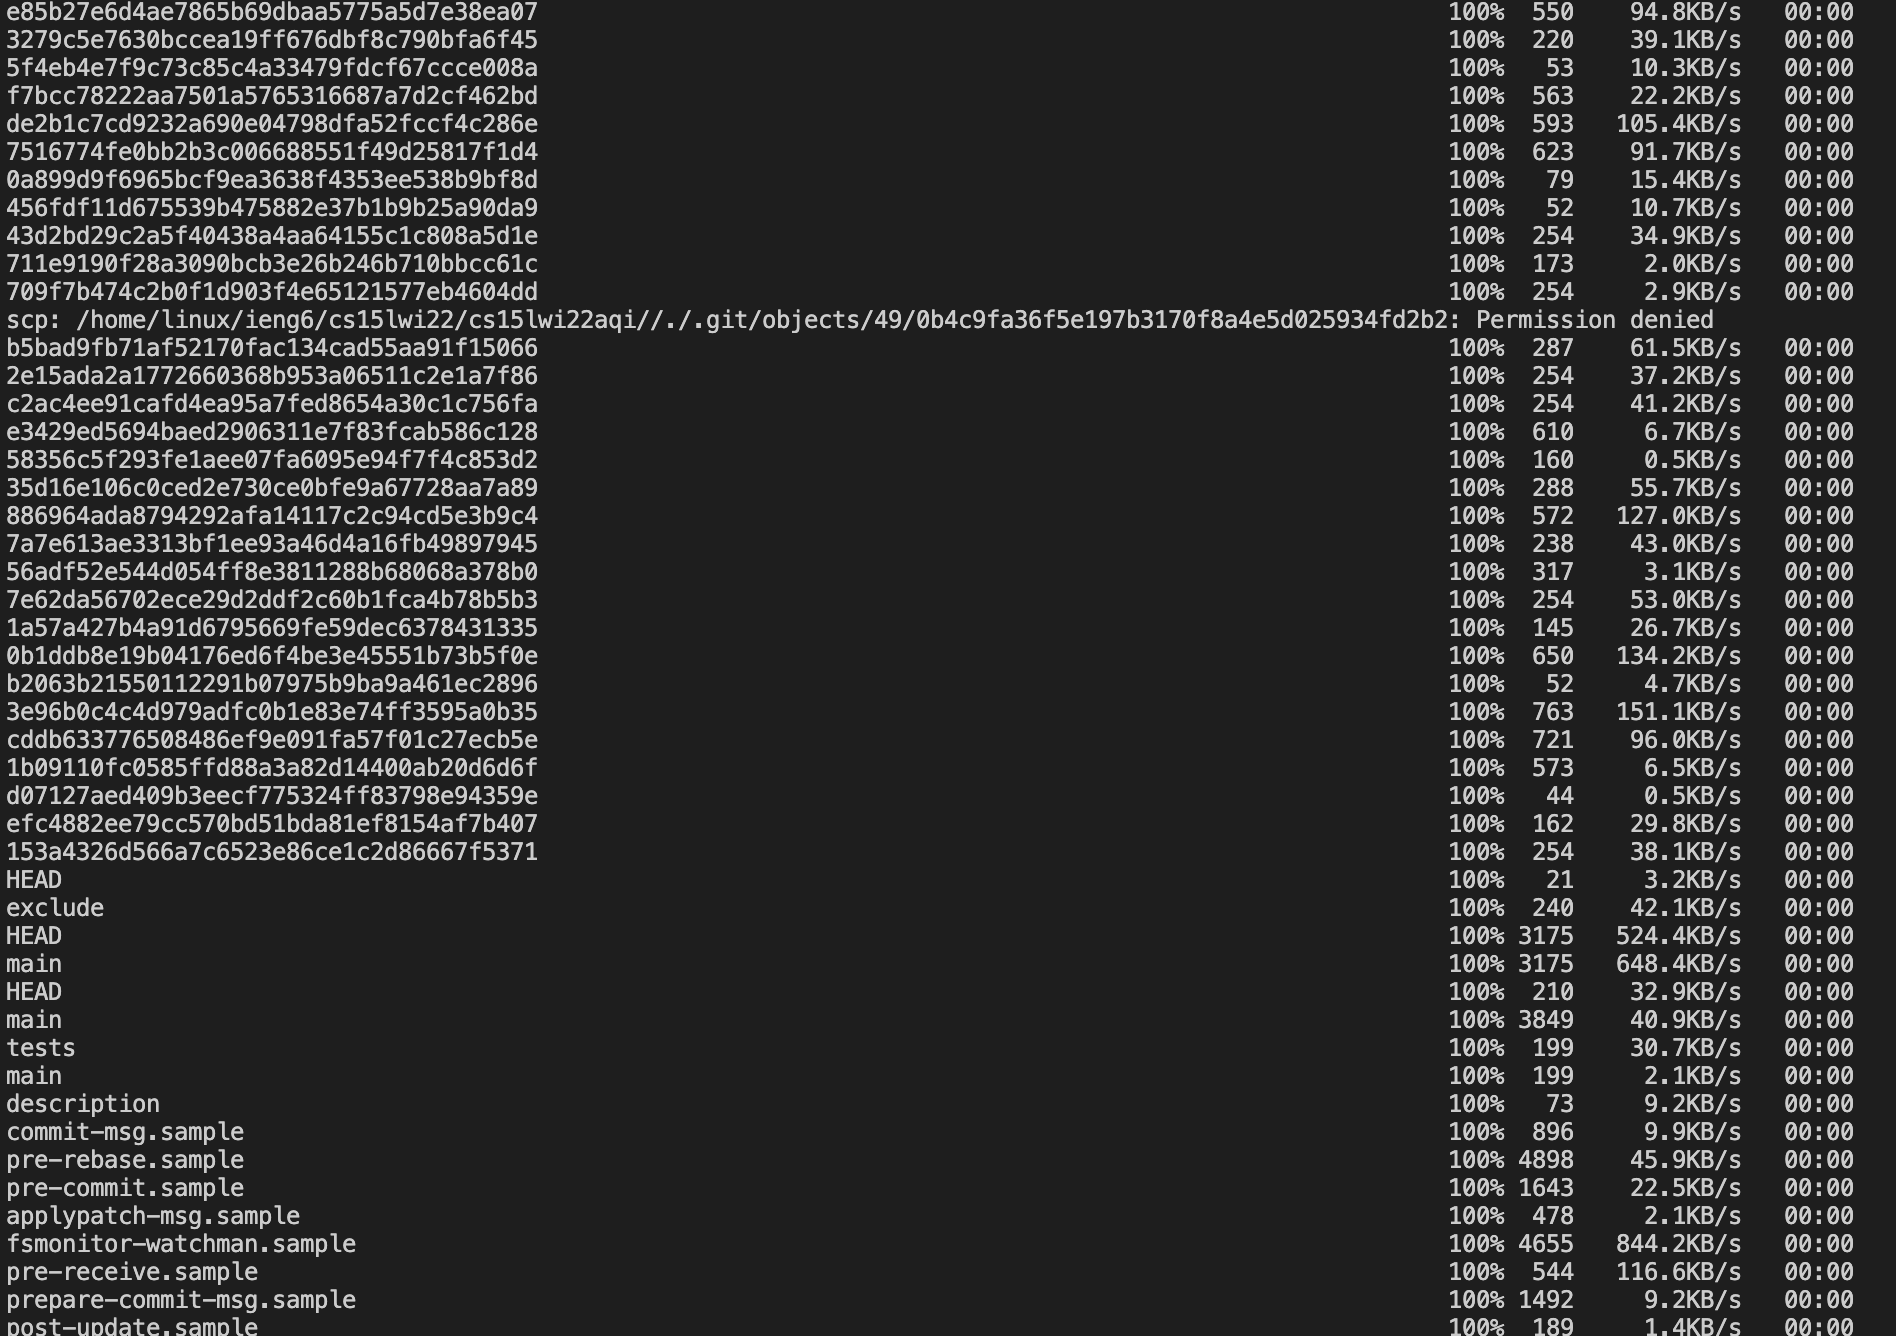 e85b27e6d4ae7865b69dbaa5775a5d7e38ea07 100% 550 94.8KB/s 00:00
3279c5e7630bccea19ff676dbf8c790bfa6f45 100% 220 39.1KB/s 00:00
5f4eb4e7f9c73c85c4a33479fdcf67ccce008a 100% 53 10.3KB/s 00:00
f7bcc78222aa7501a5765316687a7d2cf462bd 100% 563 22.2KB/s 00:00
de2b1c7cd9232a690e04798dfa52fccf4c286e 100% 593 105.4KB/s 00:00
7516774fe0bb2b3c006688551f49d25817f1d4 100% 623 91.7KB/s 00:00
0a899d9f6965bcf9ea3638f4353ee538b9bf8d 100% 79 15.4KB/s 00:00
456fdf11d675539b475882e37b1b9b25a90da9 100% 52 10.7KB/s 00:00
43d2bd29c2a5f40438a4aa64155c1c808a5d1e 100% 254 34.9KB/s 00:00
711e9190f28a3090bcb3e26b246b710bbcc61c 100% 173 2.0KB/s 00:00
709f7b474c2b0f1d903f4e65121577eb4604dd 100% 254 2.9KB/s 00:00
scp: /home/linux/ieng6/cs15lwi22/cs15lwi22aqi//./.git/objects/49/0b4c9fa36f5e197b3170f8a4e5d025934fd2b2: Permission denied
b5bad9fb71af52170fac134cad55aa91f15066 100% 287 61.5KB/s 00:00
2e15ada2a1772660368b953a06511c2e1a7f86 100% 254 37.2KB/s 00:00
c2ac4ee91cafd4ea95a7fed8654a30c1c756fa 100% 254 41.2KB/s 00:00
e3429ed5694baed2906311e7f83fcab586c128 100% 610 6.7KB/s 00:00
58356c5f293fe1aee07fa6095e94f7f4c853d2 100% 160 0.5KB/s 00:00
35d16e106c0ced2e730ce0bfe9a67728aa7a89 100% 288 55.7KB/s 00:00
886964ada8794292afa14117c2c94cd5e3b9c4 100% 572 127.0KB/s 00:00
7a7e613ae3313bf1ee93a46d4a16fb49897945 100% 238 43.0KB/s 00:00
56adf52e544d054ff8e3811288b68068a378b0 100% 317 3.1KB/s 00:00
7e62da56702ece29d2ddf2c60b1fca4b78b5b3 100% 254 53.0KB/s 00:00
1a57a427b4a91d6795669fe59dec6378431335 100% 145 26.7KB/s 00:00
0b1ddb8e19b04176ed6f4be3e45551b73b5f0e 100% 650 134.2KB/s 00:00
b2063b21550112291b07975b9ba9a461ec2896 100% 52 4.7KB/s 00:00
3e96b0c4c4d979adfc0b1e83e74ff3595a0b35 100% 763 151.1KB/s 00:00
cddb633776508486ef9e091fa57f01c27ecb5e 100% 721 96.0KB/s 00:00
1b09110fc0585ffd88a3a82d14400ab20d6d6f 100% 573 6.5KB/s 00:00
d07127aed409b3eecf775324ff83798e94359e 100% 44 0.5KB/s 00:00
efc4882ee79cc570bd51bda81ef8154af7b407 100% 162 29.8KB/s 00:00
153a4326d566a7c6523e86ce1c2d86667f5371 100% 254 38.1KB/s 00:00
HEAD 100% 21 3.2KB/s 00:00
exclude 100% 240 42.1KB/s 00:00
HEAD 100% 3175 524.4KB/s 00:00
main 100% 3175 648.4KB/s 00:00
HEAD 100% 210 32.9KB/s 00:00
main 100% 3849 40.9KB/s 00:00
tests 100% 199 30.7KB/s 00:00
main 100% 199 2.1KB/s 00:00
description 100% 73 9.2KB/s 00:00
commit-msg.sample 100% 896 9.9KB/s 00:00
pre-rebase.sample 100% 4898 45.9KB/s 00:00
pre-commit.sample 100% 1643 22.5KB/s 00:00
applypatch-msg.sample 100% 478 2.1KB/s 00:00
fsmonitor-watchman.sample 100% 4655 844.2KB/s 00:00
pre-receive.sample 100% 544 116.6KB/s 00:00
prepare-commit-msg.sample 100% 1492 9.2KB/s 00:00
post-update.sample 100% 189 1.4KB/s 00:00